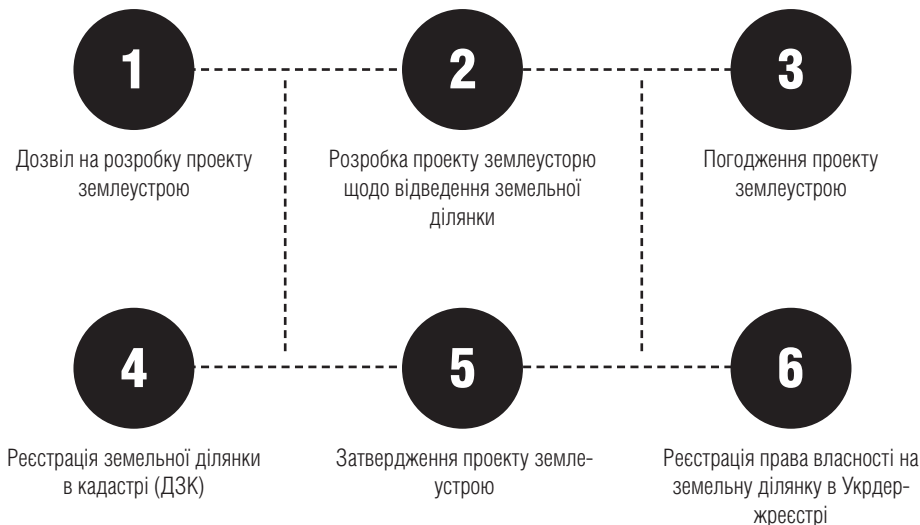 1
Дозвіл на розробку проекту
землеустрою
2
Розробка проекту землеусторю
щодо відведення земельної
ділянки
3
Погодження проекту
землеустрою
4
Реєстрація земельної ділянки
в кадастрі (ДЗК)
5
Затвердження проекту земле-
устрою
6
Реєстрація права власності на
земельну ділянку в Укрдер-
жреєстрі